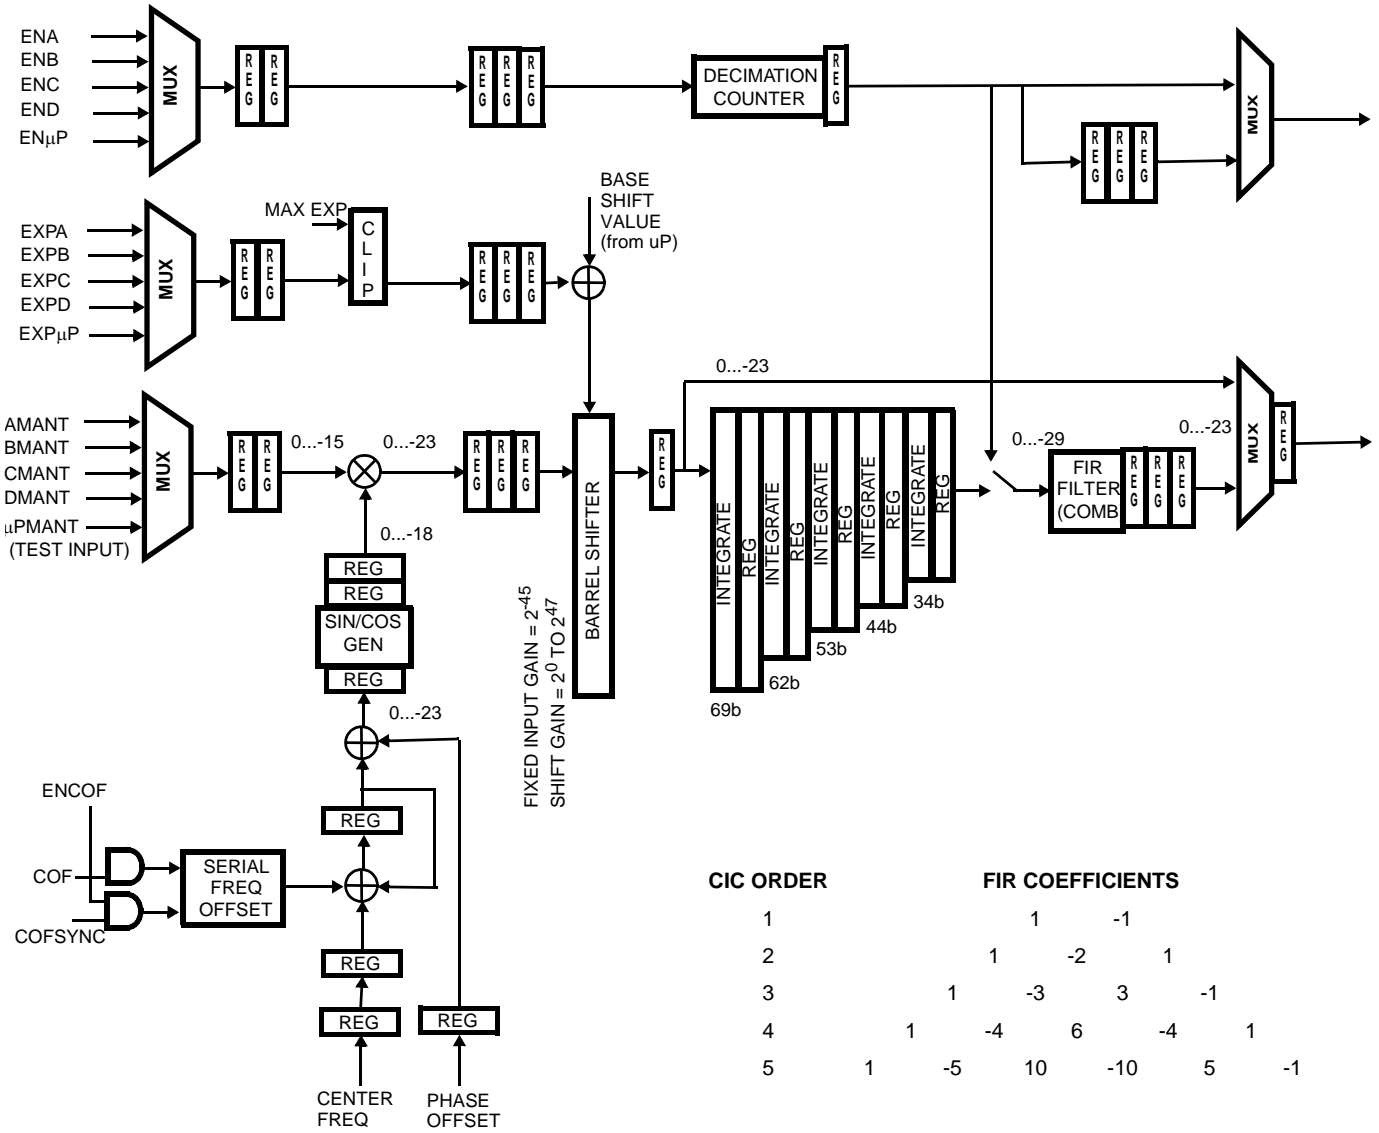 ENA
ENB
ENC
END
ENμP
MUX
REG
REG
REG
REG
REG
DECIMATION
COUNTER
REG
REG
REG
REG
MUX
EXPA
EXPB
EXPC
EXPD
EXPμP
MUX
REG
REG
MAX EXP
CLIP
REG
REG
REG
BASE
SHIFT
VALUE
(from uP)
AMANT
BMANT
CMANT
DMANT
μPMANT
(TEST INPUT)
MUX
REG
REG
0...-15
0...-23
REG
REG
REG
FIXED INPUT GAIN = 2^-45
SHIFT GAIN = 2^0 TO 2^47
BARREL SHIFTER
REG
0...-23
INTEGRATE
REG
INTEGRATE
REG
INTEGRATE
REG
INTEGRATE
REG
INTEGRATE
REG
69b
62b
53b
44b
34b
0...-29
FIR
FILTER
(COMB
REG
REG
REG
0...-23
MUX
REG
0...-18
REG
REG
SIN/COS
GEN
REG
0...-23
REG
ENCOF
COF
COFSYNC
SERIAL
FREQ
OFFSET
REG
REG
REG
CENTER
FREQ
PHASE
OFFSET
CIC ORDER FIR COEFFICIENTS
1 1 -1
2 1 -2 1
3 1 -3 3 -1
4 1 -4 6 -4 1
5 1 -5 10 -10 5 -1